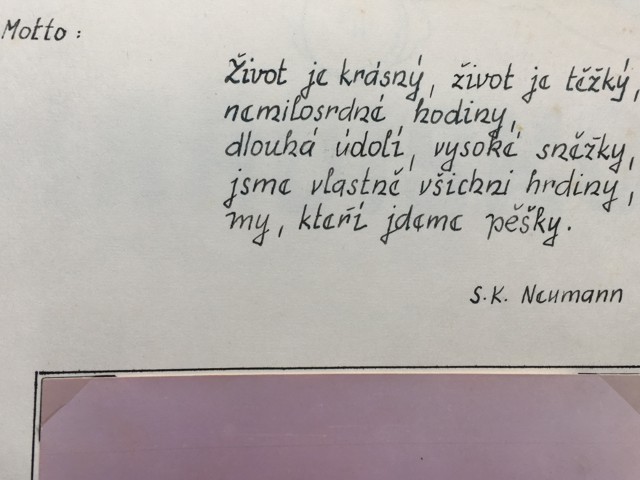 Motto :
Život je krásný, život je těžký,
nemilosrdné hodiny,
dlouhá údolí, vysoké sněžky,
jsme vlastně všichni hrdiny,
my, kteří jdeme pěšky.
S.K. Neumann